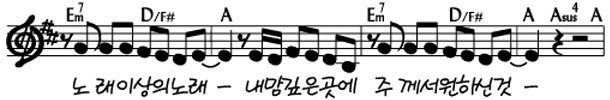 Em7 D/F# A Em7 D/F# A Asus4 A
노 래이상의노래 – 내맘깊은곳에 주 께서원하신것 –